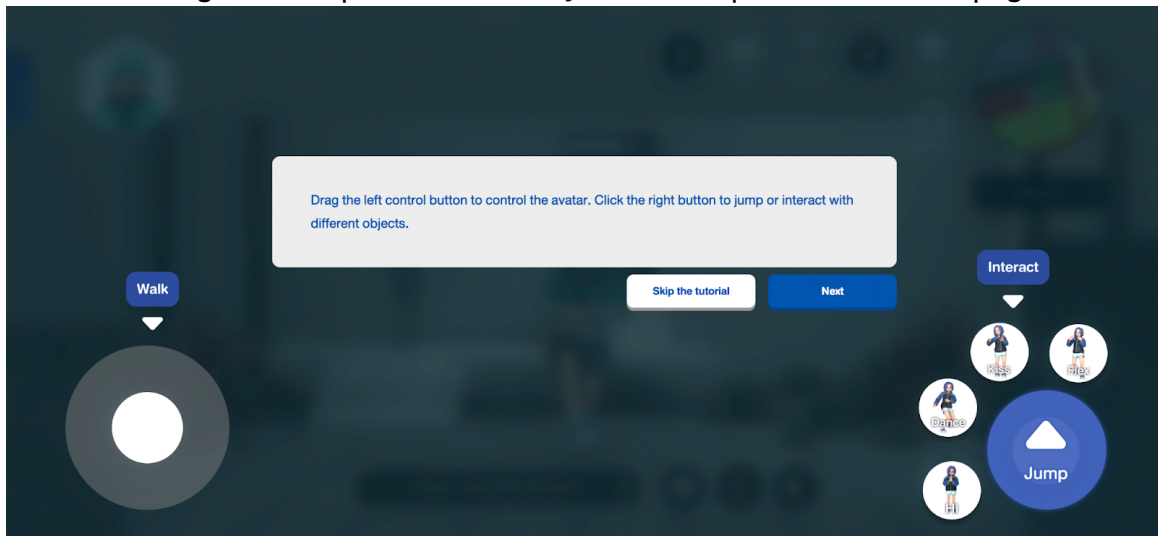 Drag the left control button to control the avatar. Click the right button to jump or interact with
different objects.
Skip the tutorial
Next
Walk
Interact
Kiss
Flex
Dance
Jump
Hi